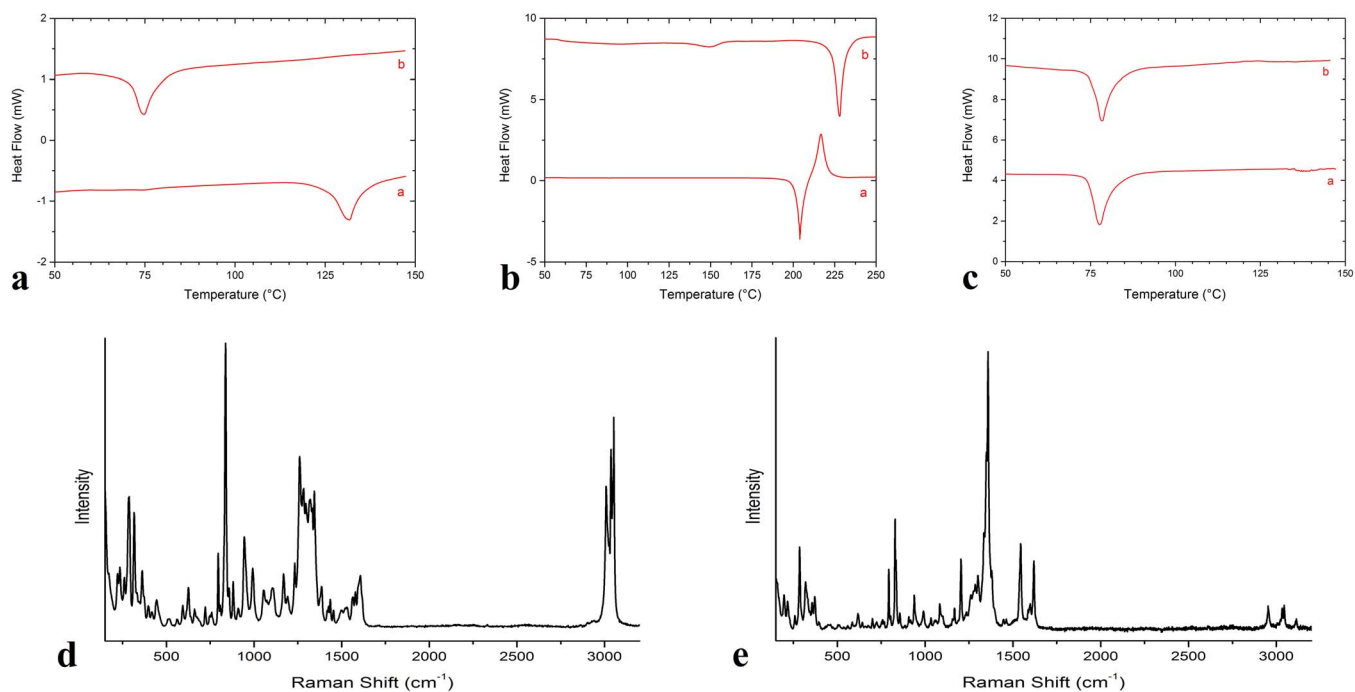 2
1
0
-1
-2
50
75
100
125
150
b
a
Heat Flow (mW)
Temperature (°C)
a
10
5
0
-5
50
75
100
125
150
175
200
225
250
b
a
Heat Flow (mW)
Temperature (°C)
b
12
10
8
6
4
2
0
50
75
100
125
150
b
a
Heat Flow (mW)
Temperature (°C)
c
Intensity
500
1000
1500
2000
2500
3000
Raman Shift (cm⁻¹)
d
Intensity
500
1000
1500
2000
2500
3000
Raman Shift (cm⁻¹)
e